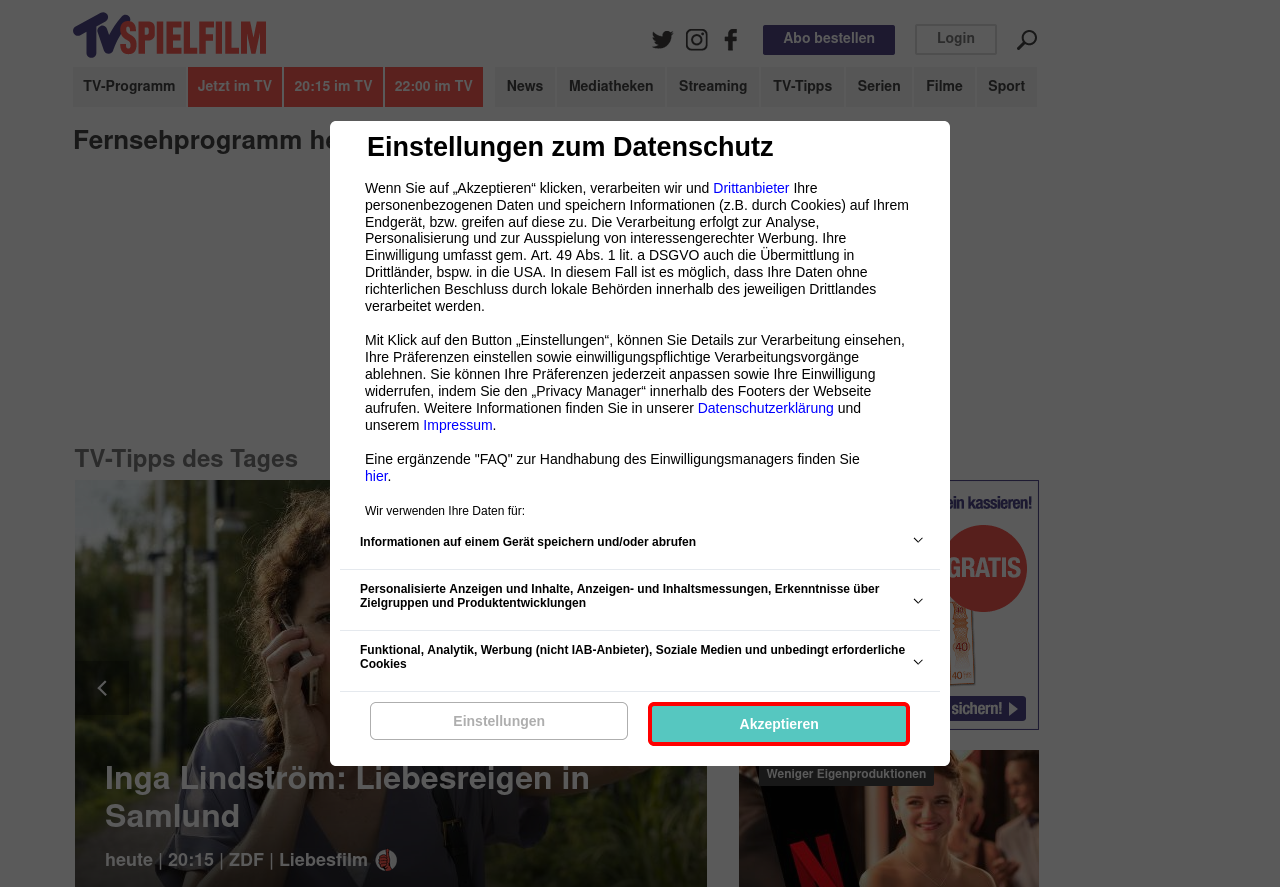 TVSPIELFILM
Abo bestellen
Login
TV-Programm
Jetzt im TV
20:15 im TV
22:00 im TV
News
Mediatheken
Streaming
TV-Tipps
Serien
Filme
Sport
Fernsehprogramm he
Einstellungen zum Datenschutz
Wenn Sie auf „Akzeptieren“ klicken, verarbeiten wir und Drittanbieter Ihre
personenbezogenen Daten und speichern Informationen (z.B. durch Cookies) auf Ihrem
Endgerät, bzw. greifen auf diese zu. Die Verarbeitung erfolgt zur Analyse,
Personalisierung und zur Ausspielung von interessengerechter Werbung. Ihre
Einwilligung umfasst gem. Art. 49 Abs. 1 lit. a DSGVO auch die Übermittlung in
Drittländer, bspw. in die USA. In diesem Fall ist es möglich, dass Ihre Daten ohne
richterlichen Beschluss durch lokale Behörden innerhalb des jeweiligen Drittlandes
verarbeitet werden.
Mit Klick auf den Button „Einstellungen“, können Sie Details zur Verarbeitung einsehen,
Ihre Präferenzen einstellen sowie einwilligungspflichtige Verarbeitungsvorgänge
ablehnen. Sie können Ihre Präferenzen jederzeit anpassen sowie Ihre Einwilligung
widerrufen, indem Sie den „Privacy Manager“ innerhalb des Footers der Webseite
aufrufen. Weitere Informationen finden Sie in unserer Datenschutzerklärung und
unserem Impressum.
Eine ergänzende "FAQ" zur Handhabung des Einwilligungsmanagers finden Sie
hier.
Wir verwenden Ihre Daten für:
Informationen auf einem Gerät speichern und/oder abrufen
Personalisierte Anzeigen und Inhalte, Anzeigen- und Inhaltsmessungen, Erkenntnisse über
Zielgruppen und Produktentwicklungen
Funktional, Analytik, Werbung (nicht IAB-Anbieter), Soziale Medien und unbedingt erforderliche
Cookies
Einstellungen
Akzeptieren
TV-Tipps des Tages
Inga Lindström: Liebesreigen in
Samlund
heute | 20:15 | ZDF | Liebesfilm
ein kassieren!
GRATIS
40
40
sichern!
Weniger Eigenproduktionen
N